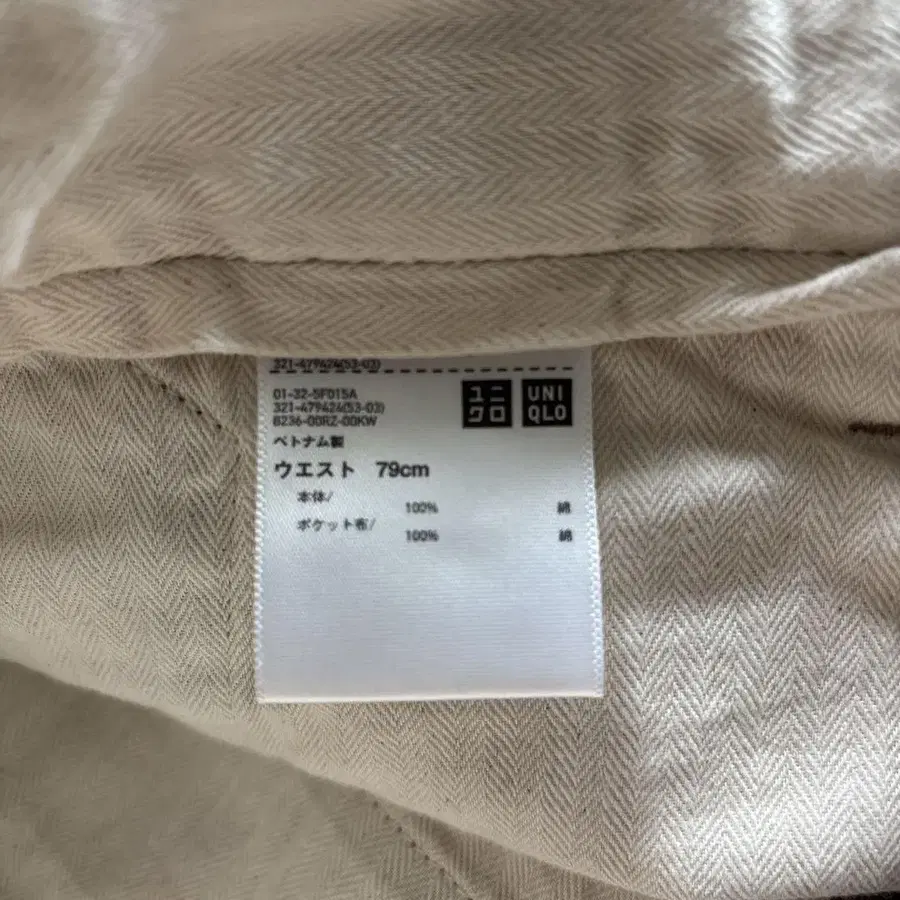 321-479424(53-03)
01-32-5F015A
321-479424(53-03)
8236-00RZ-00KW
ユニクロ
UNIQLO
ベトナム製
ウエスト 79cm
本体/
100% 綿
ポケット布/
100% 綿